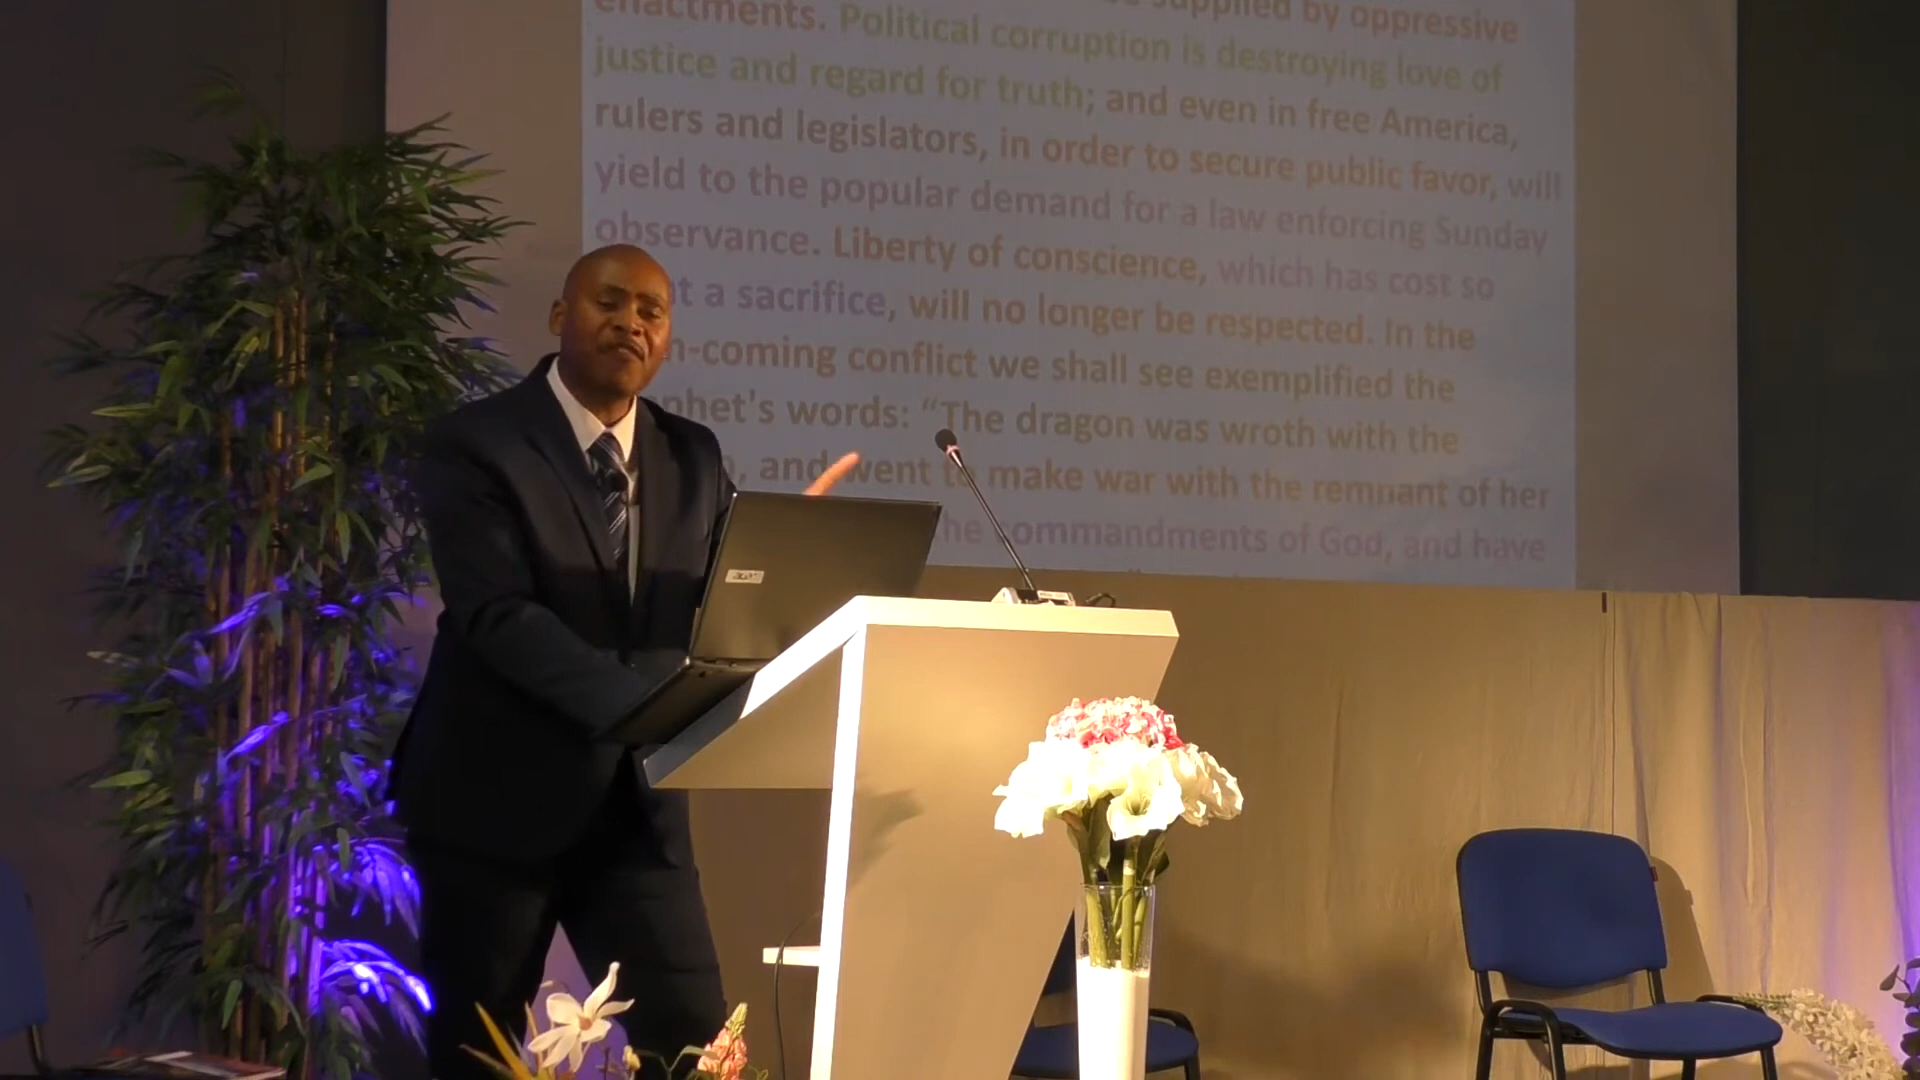 enactments. Political corruption is destroying love of
justice and regard for truth; and even in free America,
rulers and legislators, in order to secure public favor, will
yield to the popular demand for a law enforcing Sunday
observance. Liberty of conscience, which has cost so
a sacrifice, will no longer be respected. In the
-coming conflict we shall see exemplified the
words: “The dragon was wroth with the
and went to make war with the remnant of her
the commandments of God, and have
acer